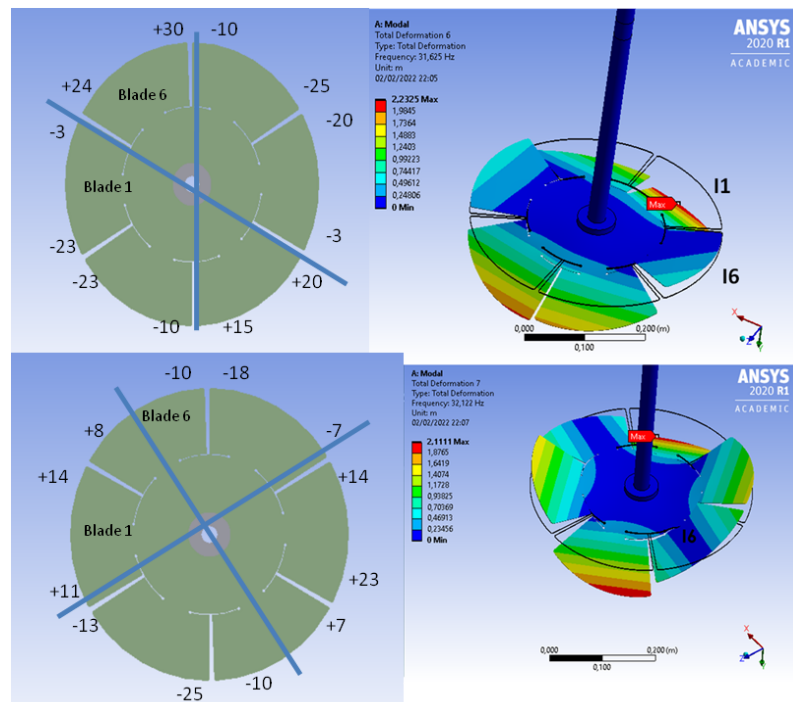 +30
-10
+24
Blade 6
-25
-3
-20
Blade 1
-23
-3
-23
+20
-10
+15
A: Modal
Total Deformation 6
Type: Total Deformation
Frequency: 31,625 Hz
Unit: m
02/02/2022 22:05
2,2325 Max
1,9845
1,7364
1,4883
1,2403
0,99223
0,74417
0,49612
0,24806
0 Min
ANSYS
2020 R1
ACADEMIC
I1
Max
I6
0,000
0,200 (m)
0,100
X
Z
Y
-10
-18
+8
Blade 6
-7
+14
+14
Blade 1
+11
+23
-13
+7
-25
-10
A: Modal
Total Deformation 7
Type: Total Deformation
Frequency: 32,122 Hz
Unit: m
02/02/2022 22:07
2,1111 Max
1,8765
1,6419
1,4074
1,1728
0,93825
0,70369
0,46913
0,23456
0 Min
ANSYS
2020 R1
ACADEMIC
Max
I6
0,000
0,200 (m)
0,100
X
Z
Y